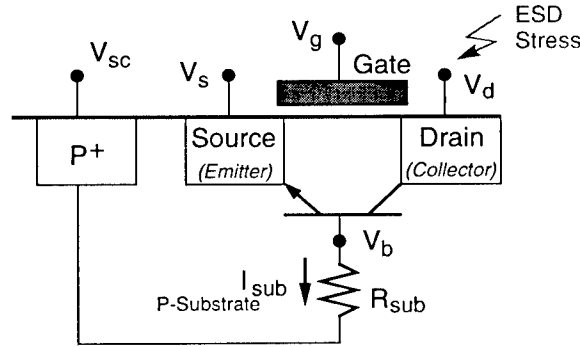 ESD
Stress
Vg
Vsc
Vs
Gate
Vd
P+
Source
(Emitter)
Drain
(Collector)
Vb
Isub
P-Substrate
Rsub